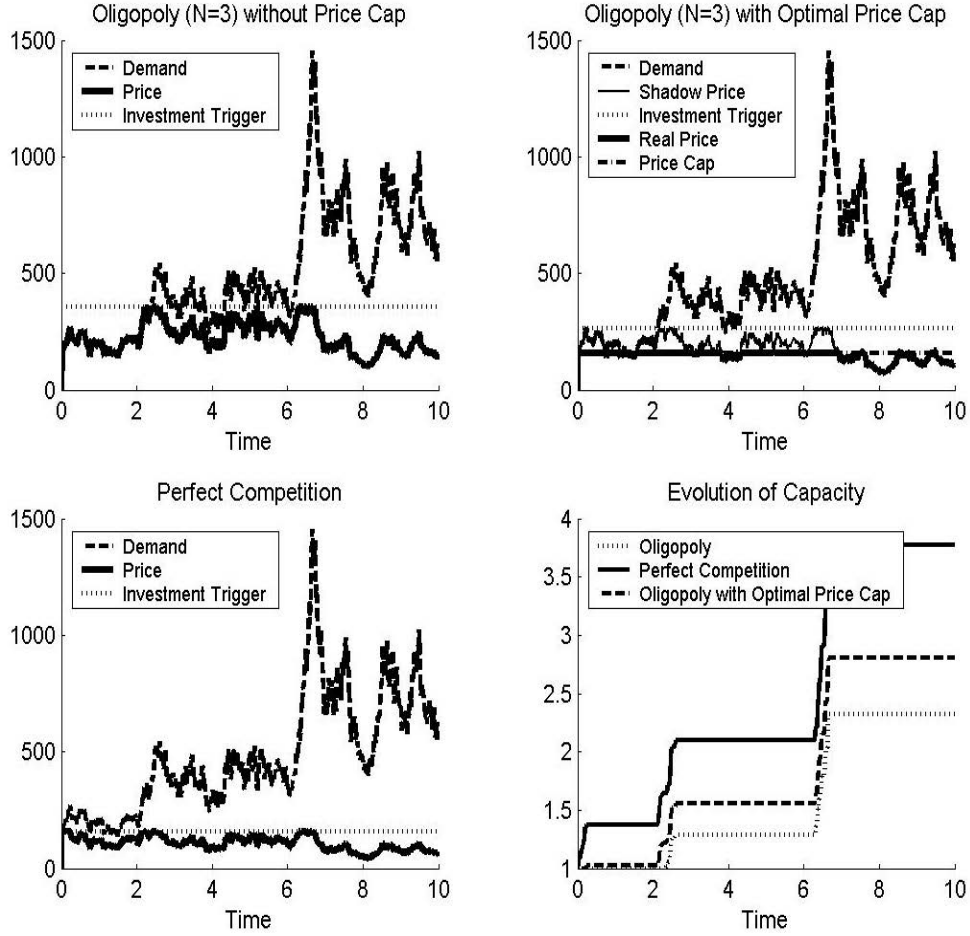 Oligopoly (N=3) without Price Cap
1500
1000
500
0
Demand
Price
Investment Trigger
0 2 4 6 8 10
Time
Oligopoly (N=3) with Optimal Price Cap
1500
1000
500
0
Demand
Shadow Price
Investment Trigger
Real Price
Price Cap
0 2 4 6 8 10
Time
Perfect Competition
1500
1000
500
0
Demand
Price
Investment Trigger
0 2 4 6 8 10
Time
Evolution of Capacity
4
3.5
3
2.5
2
1.5
1
Oligopoly
Perfect Competition
Oligopoly with Optimal Price Cap
0 2 4 6 8 10
Time